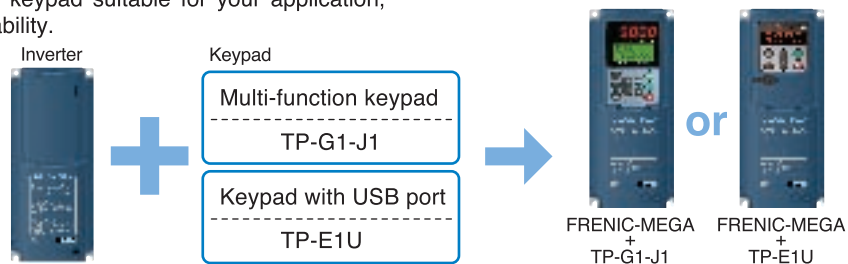 keypad suitable for your application,
ability.
Inverter
Keypad
Multi-function keypad
TP-G1-J1
Keypad with USB port
TP-E1U
or
FRENIC-MEGA
+
TP-G1-J1
FRENIC-MEGA
+
TP-E1U